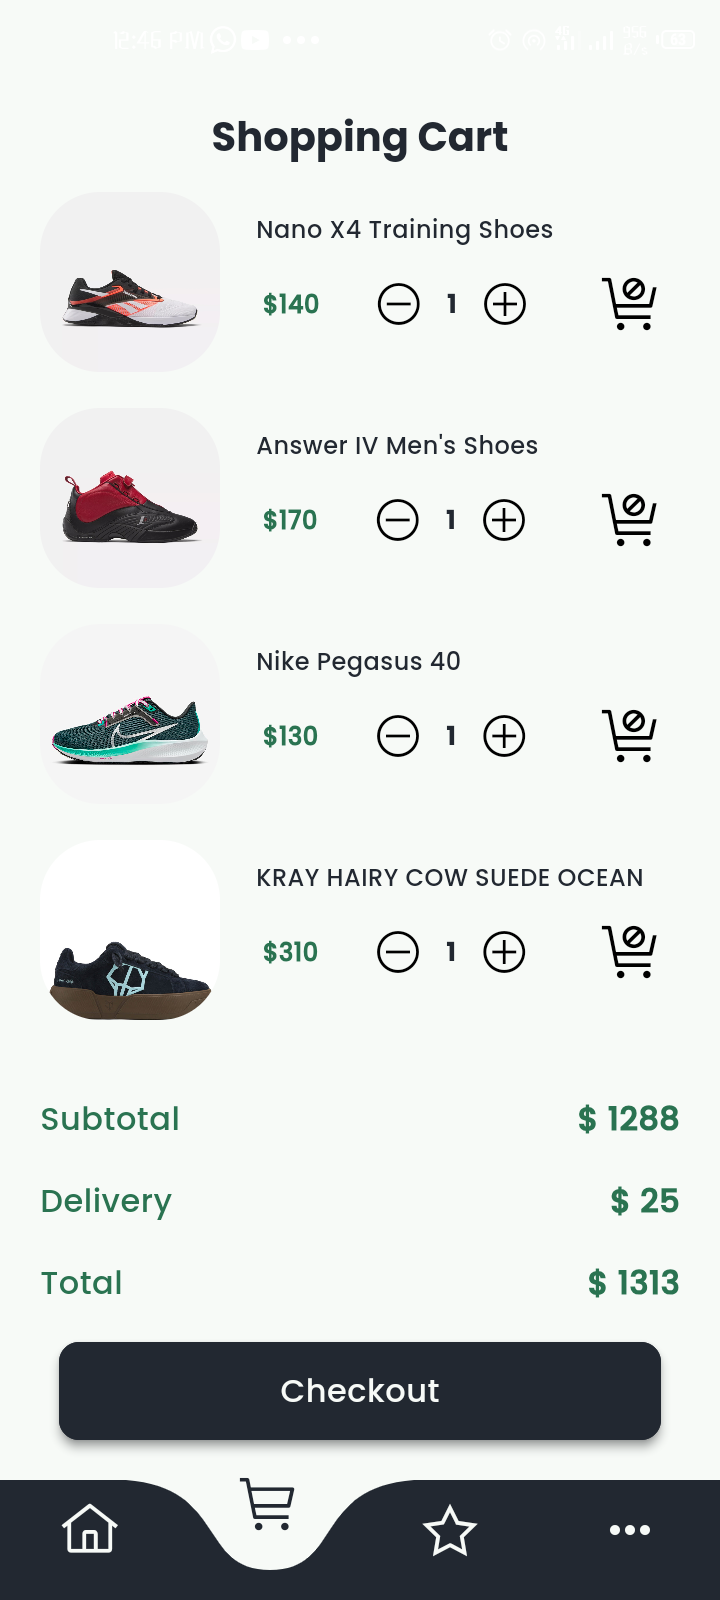 12:46 PM
Shopping Cart
Nano X4 Training Shoes
$140 1
Answer IV Men's Shoes
$170 1
Nike Pegasus 40
$130 1
KRAY HAIRY COW SUEDE OCEAN
$310 1
Subtotal $ 1288
Delivery $ 25
Total $ 1313
Checkout